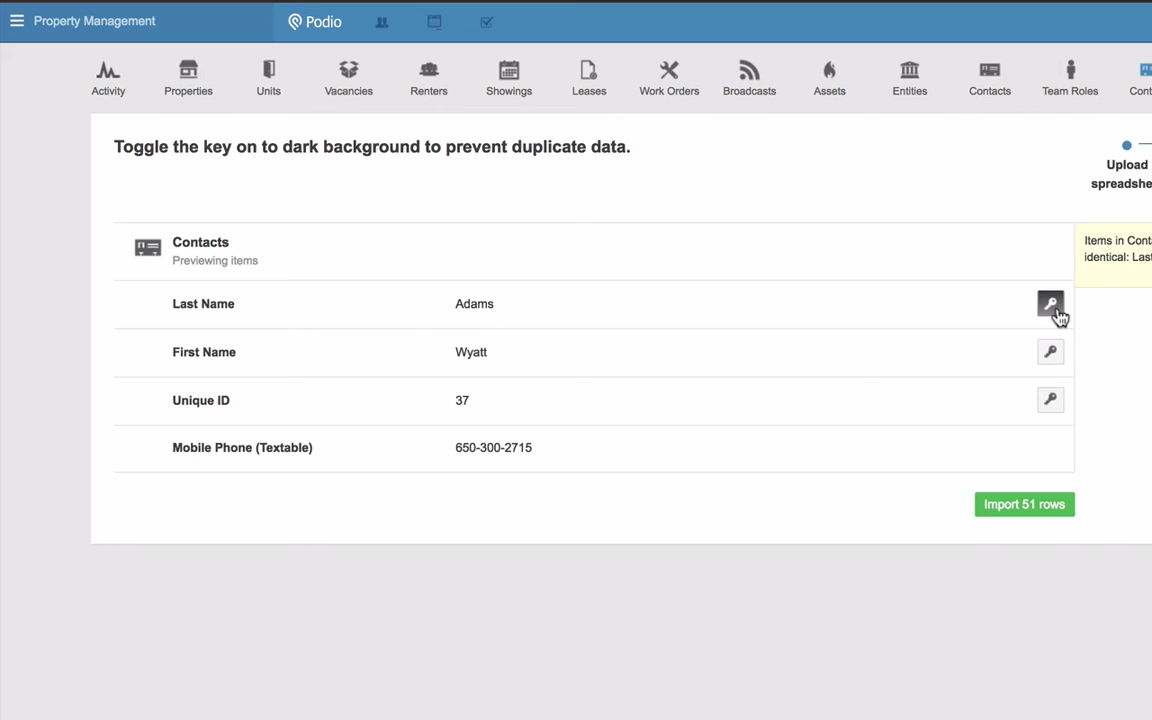 Property Management
Podio
Activity
Properties
Units
Vacancies
Renters
Showings
Leases
Work Orders
Broadcasts
Assets
Entities
Contacts
Team Roles
Cont
Toggle the key on to dark background to prevent duplicate data.
Upload
spreadshe
Contacts
Previewing items
Items in Cont
identical: Las
Last Name Adams
First Name Wyatt
Unique ID 37
Mobile Phone (Textable) 650-300-2715
Import 51 rows